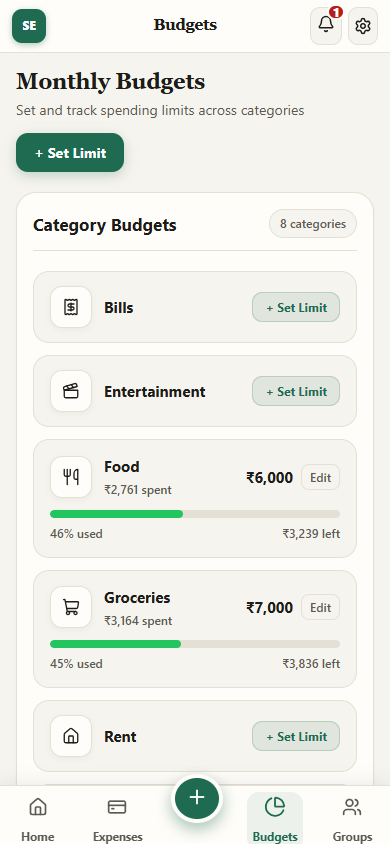 SE
Budgets
1
Monthly Budgets
Set and track spending limits across categories
+ Set Limit
Category Budgets
8 categories
Bills
+ Set Limit
Entertainment
+ Set Limit
Food
₹2,761 spent
₹6,000
Edit
46% used
₹3,239 left
Groceries
₹3,164 spent
₹7,000
Edit
45% used
₹3,836 left
Rent
+ Set Limit
+
Home
Expenses
Budgets
Groups